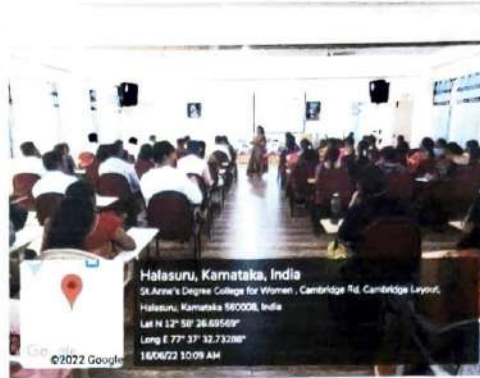 Halasuru, Karnataka, India
St.Anne's Degree College for Women , Cambridge Rd, Cambridge Layout,
Halasuru, Karnataka 560008, India
Lat N 12° 58' 26.69569"
Long E 77° 37' 32.73288"
16/06/22 10:09 AM
Google
©2022 Google